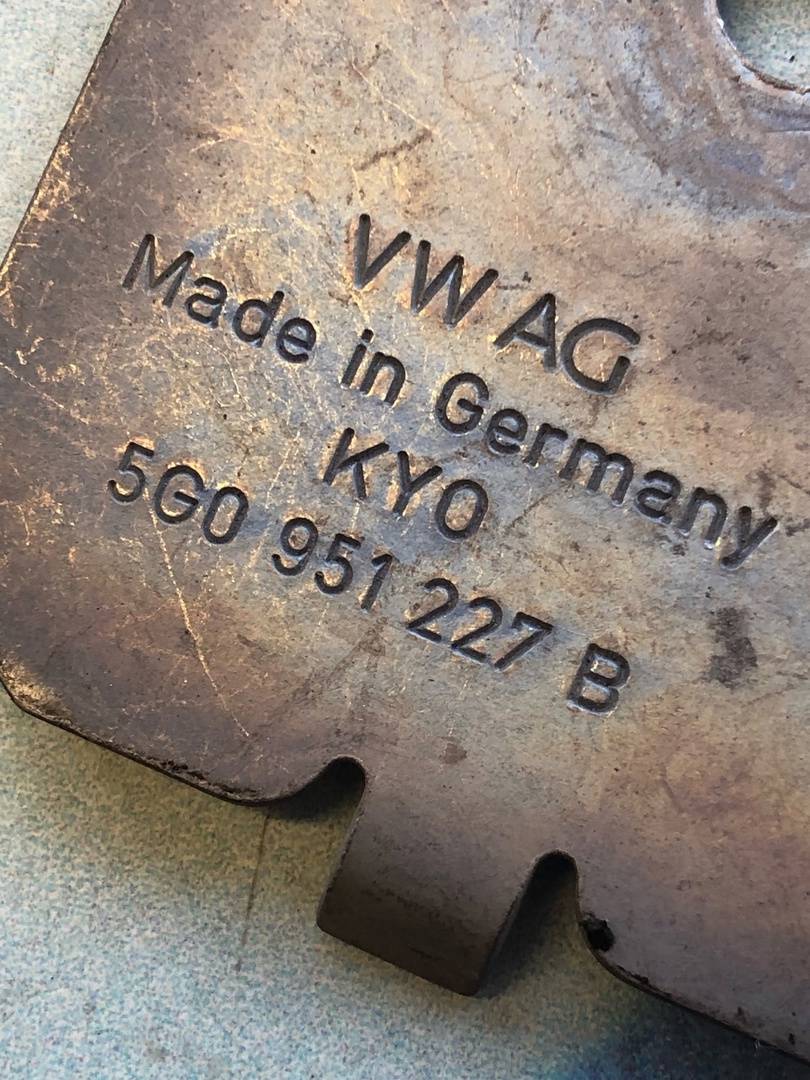 VW AG
Made in Germany
KYO
5G0 951 227 B